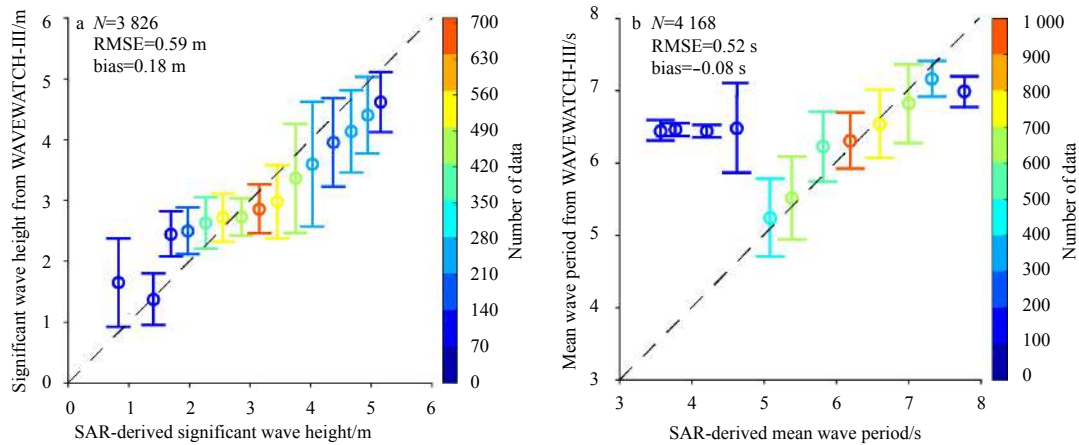 a
N=3 826
RMSE=0.59 m
bias=0.18 m
Significant wave height from WAVEWATCH-III/m
6
5
4
3
2
1
0
0 1 2 3 4 5 6
SAR-derived significant wave height/m
700
630
560
490
420
350
280
210
140
70
0
Number of data
b
N=4 168
RMSE=0.52 s
bias=−0.08 s
Mean wave period from WAVEWATCH-III/s
8
7
6
5
4
3
3 4 5 6 7 8
SAR-derived mean wave period/s
1 000
900
800
700
600
500
400
300
200
100
0
Number of data